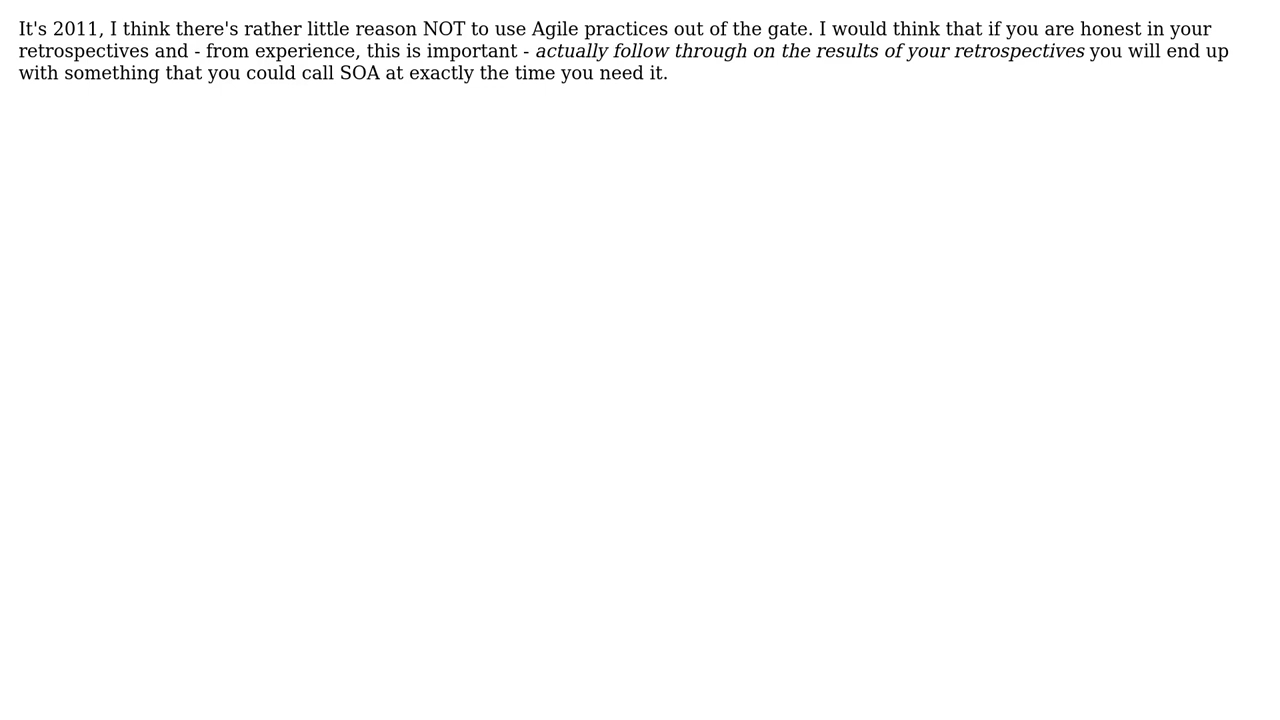 It's 2011, I think there's rather little reason NOT to use Agile practices out of the gate. I would think that if you are honest in your
retrospectives and - from experience, this is important - actually follow through on the results of your retrospectives you will end up
with something that you could call SOA at exactly the time you need it.